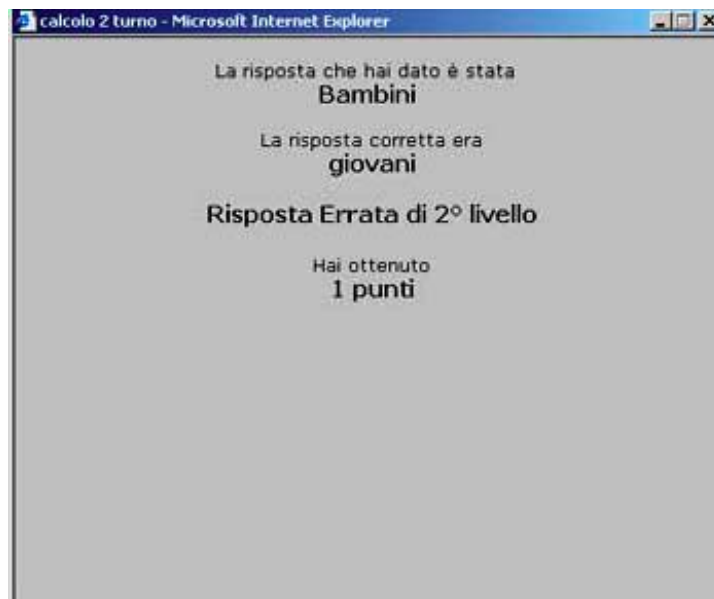 calcolo 2 turno - Microsoft Internet Explorer
La risposta che hai dato è stata
Bambini
La risposta corretta era
giovani
Risposta Errata di 2° livello
Hai ottenuto
1 punti